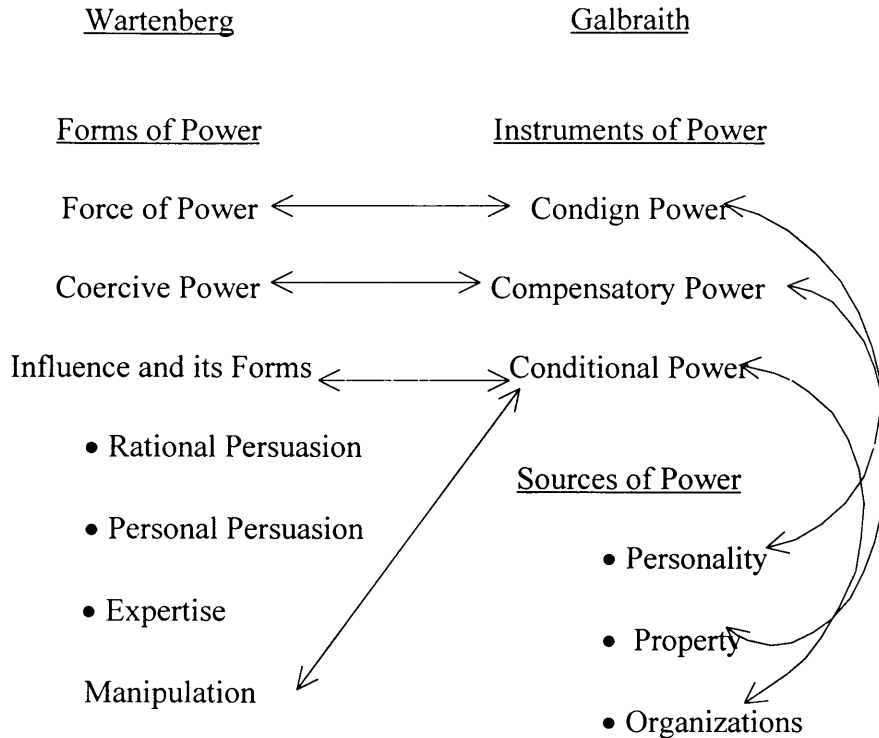 Wartenberg
Galbraith
Forms of Power
Instruments of Power
Force of Power
Condign Power
Coercive Power
Compensatory Power
Influence and its Forms
Conditional Power
• Rational Persuasion
Sources of Power
• Personal Persuasion
• Personality
• Expertise
• Property
Manipulation
• Organizations